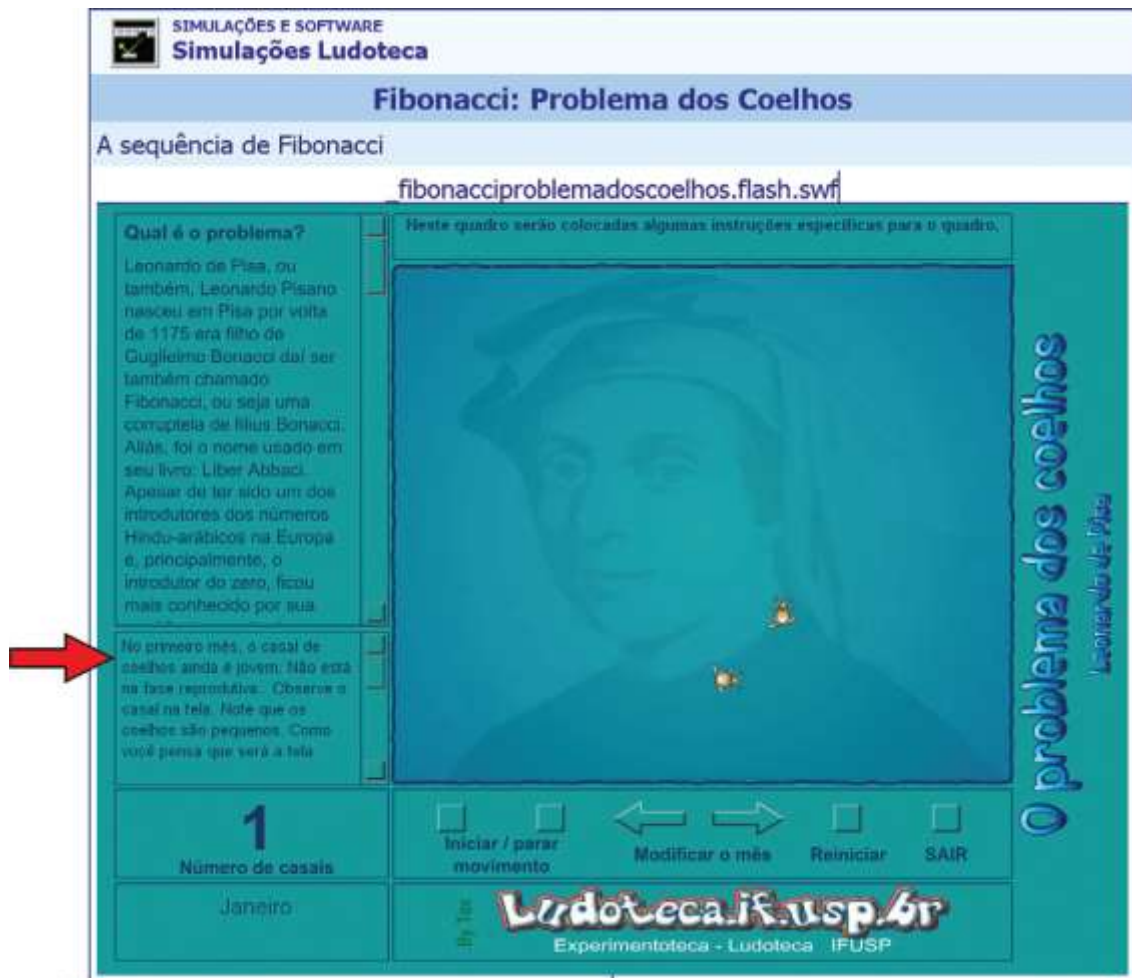 SIMULAÇÕES E SOFTWARE
Simulações Ludoteca
Fibonacci: Problema dos Coelhos
A sequência de Fibonacci
_fibonacciproblemadoscoelhos.flash.swf
Qual é o problema?
Leonardo de Pisa, ou
também, Leonardo Pisano
nasceu em Pisa por volta
de 1175 era filho de
Guglielmo Bonacci daí ser
também chamado
Fibonacci, ou seja uma
corruptela de filius Bonacci.
Aliás, foi o nome usado em
seu livro: Liber Abbaci.
Apesar de ter sido um dos
introdutores dos números
Hindu-arábicos na Europa
e, principalmente, o
introdutor do zero, ficou
mais conhecido por sua
Neste quadro serão colocadas algumas instruções específicas para o quadro.
No primeiro mês, o casal de
coelhos ainda é jovem. Não está
na fase reprodutiva.. Observe o
casal na tela. Note que os
coelhos são pequenos. Como
você pensa que será a tela
1
Número de casais
Janeiro
Iniciar / parar
movimento
Modificar o mês
Reiniciar
SAIR
By Tex
Ludoteca.if.usp.br
Experimentoteca - Ludoteca IFUSP
O problema dos coelhos
Leonardo de Pisa